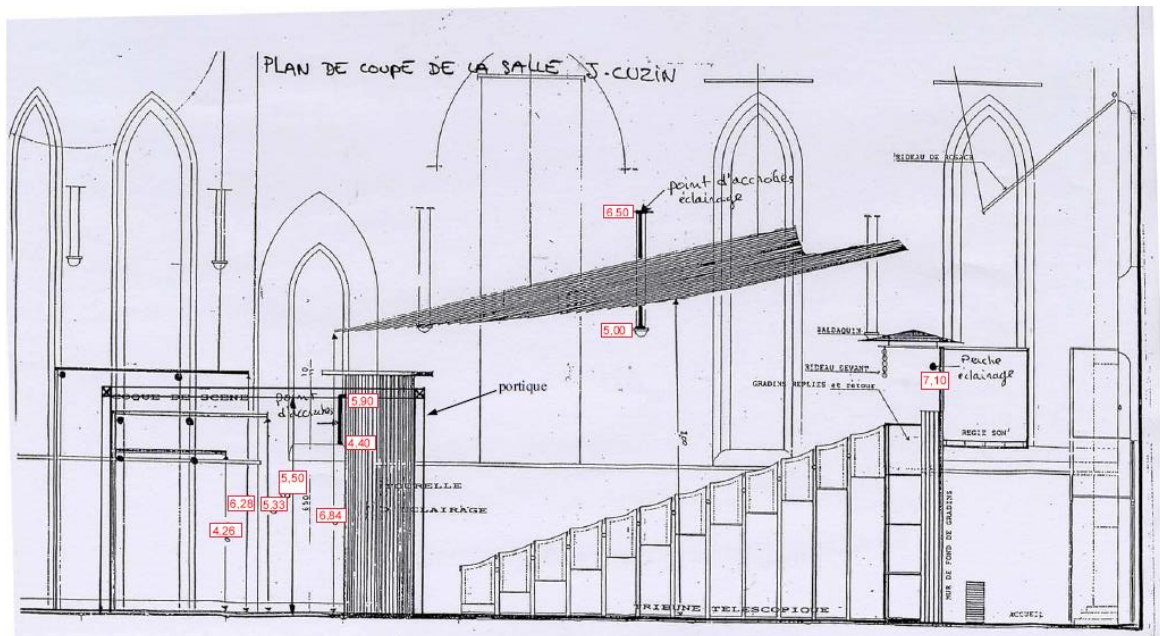 PLAN DE COUPE DE LA SALLE J-CUZIN
RIDEAU DE ROSACE
point d'accroches
éclairage
6.50
5,00
BALDAQUIN
RIDEAU DEVANT
GRADINS REPLIES et retour
Perche
éclairage
7,10
REGIE SON
portique
COQUE DE SCENE
point
d'accroches
5,90
4,40
5,50
6,28
5,33
4.26
6,84
TOURELLE
D'ECLAIRAGE
MUR DE FOND DE GRADINS
TRIBUNE TELESCOPIQUE
ACCUEIL